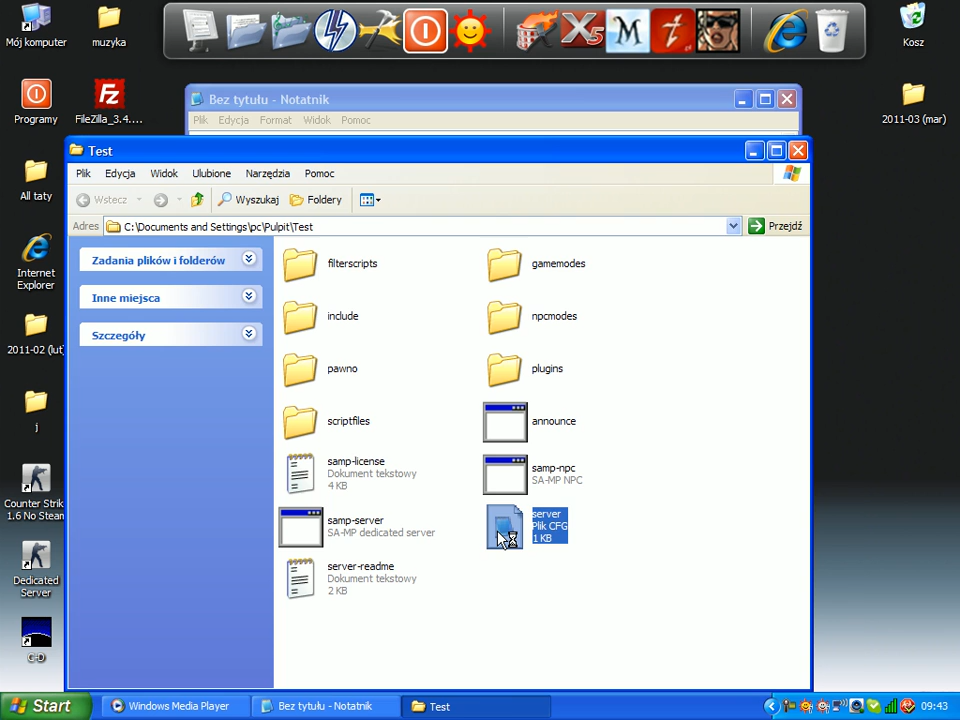 Mój komputer
muzyka
Kosz
Programy
FileZilla_3.4....
2011-03 (mar)
All taty
Internet
Explorer
2011-02 (lut)
j
Counter Strik
1.6 No Steam
Dedicated
Server
C-D
X5
M
t
Bez tytułu - Notatnik
Plik Edycja Format Widok Pomoc
Test
Plik Edycja Widok Ulubione Narzędzia Pomoc
Wstecz Wyszukaj Foldery
Adres C:\Documents and Settings\pc\Pulpit\Test Przejdź
Zadania plików i folderów
Inne miejsca
Szczegóły
filterscripts
gamemodes
include
npcmodes
pawno
plugins
scriptfiles
announce
samp-license
Dokument tekstowy
4 KB
samp-npc
SA-MP NPC
samp-server
SA-MP dedicated server
server
Plik CFG
1 KB
server-readme
Dokument tekstowy
2 KB
Start Windows Media Player Bez tytułu - Notatnik Test 09:43